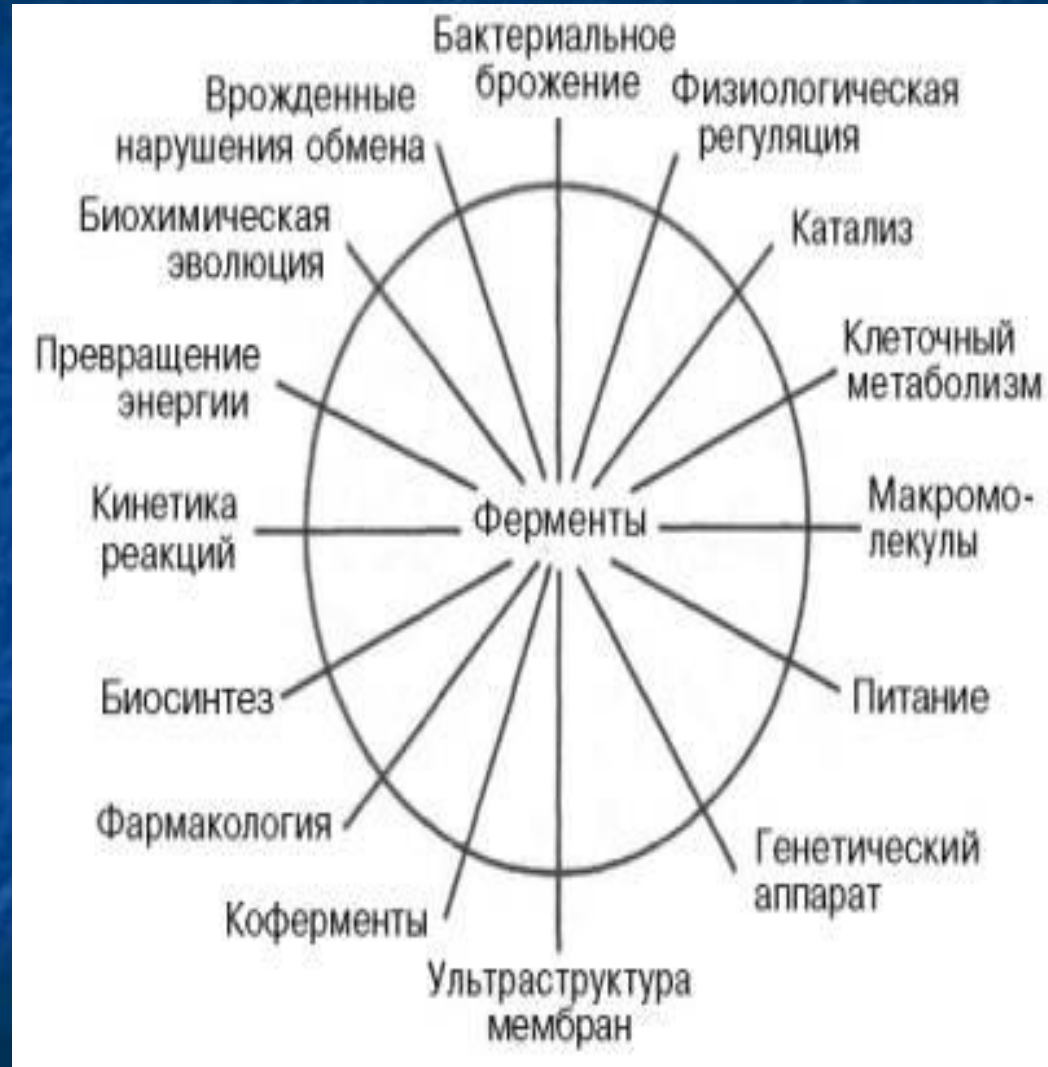 Бактериальное
брожение
Физиологическая
регуляция
Катализ
Клеточный
метаболизм
Макромо-
лекулы
Питание
Генетический
аппарат
Ультраструктура
мембран
Коферменты
Фармакология
Биосинтез
Кинетика
реакций
Превращение
энергии
Биохимическая
эволюция
Врожденные
нарушения обмена
Ферменты